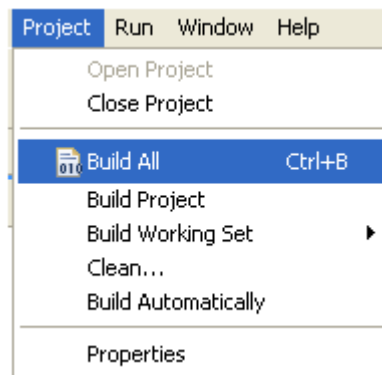 Project Run Window Help
Open Project
Close Project
Build All Ctrl+B
Build Project
Build Working Set
Clean...
Build Automatically
Properties